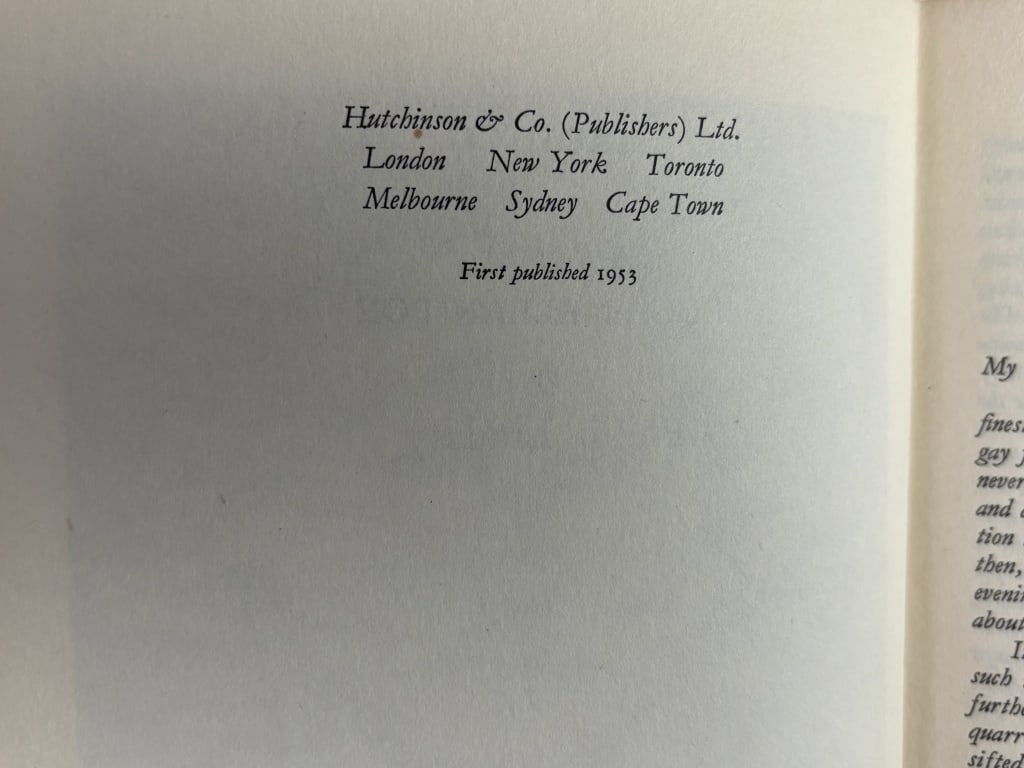 Hutchinson & Co. (Publishers) Ltd.
London New York Toronto
Melbourne Sydney Cape Town
First published 1953
My
gay
never
and
tion
then,
about
such
sifted